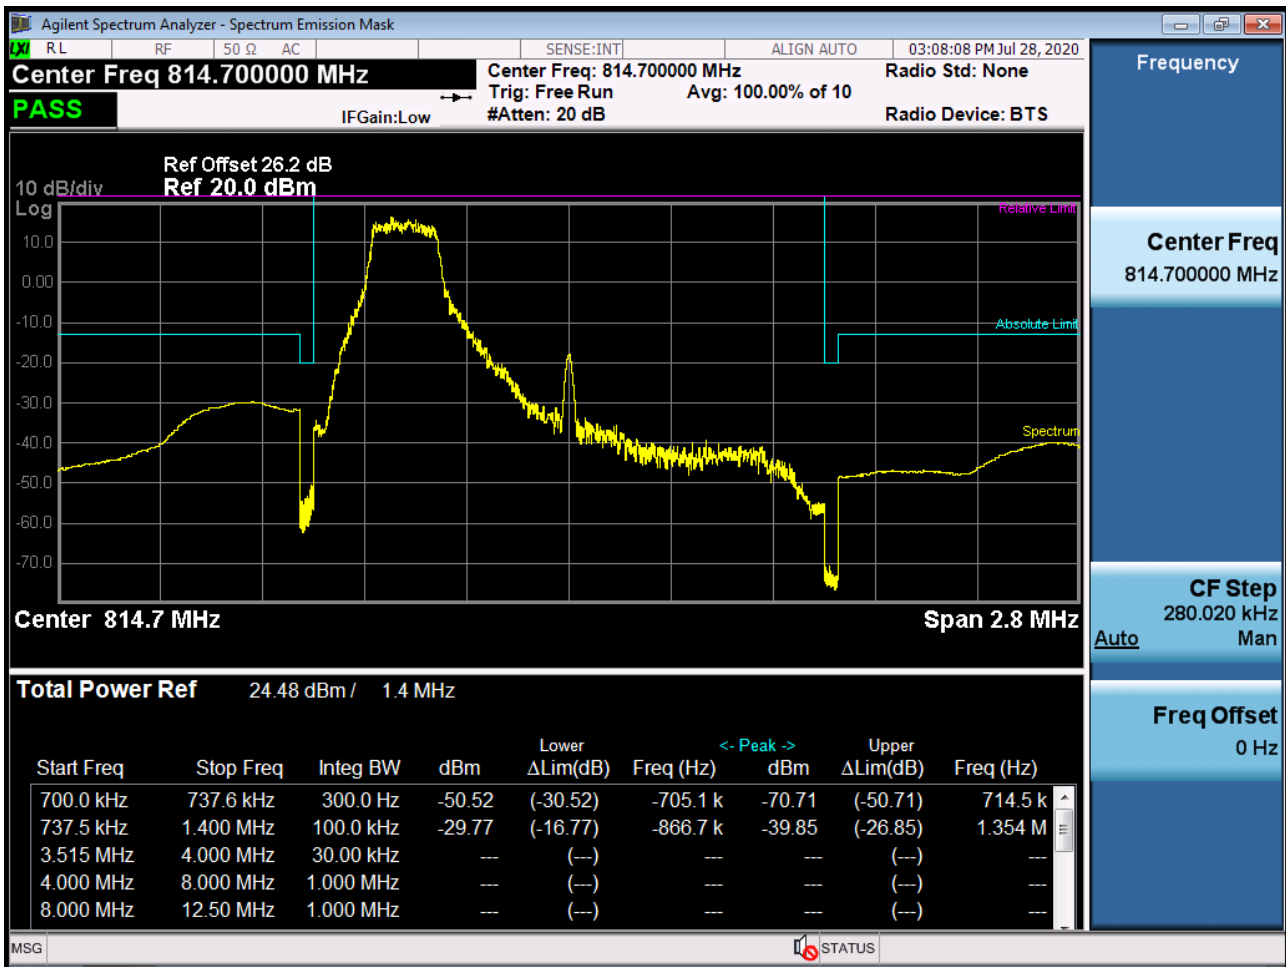 Agilent Spectrum Analyzer - Spectrum Emission Mask
LXI RL RF 50 Ω AC SENSE:INT ALIGN AUTO 03:08:08 PM Jul 28, 2020
Center Freq 814.700000 MHz
Center Freq: 814.700000 MHz Radio Std: None
Trig: Free Run Avg: 100.00% of 10
PASS IFGain:Low #Atten: 20 dB Radio Device: BTS
Ref Offset 26.2 dB
10 dB/div Ref 20.0 dBm
Log
Relative Limit
10.0
0.00
-10.0
Absolute Limit
-20.0
-30.0
Spectrum
-40.0
-50.0
-60.0
-70.0
Center 814.7 MHz Span 2.8 MHz
Total Power Ref 24.48 dBm / 1.4 MHz
Lower <- Peak -> Upper
Start Freq Stop Freq Integ BW dBm ΔLim(dB) Freq (Hz) dBm ΔLim(dB) Freq (Hz)
700.0 kHz 737.6 kHz 300.0 Hz -50.52 (-30.52) -705.1 k -70.71 (-50.71) 714.5 k
737.5 kHz 1.400 MHz 100.0 kHz -29.77 (-16.77) -866.7 k -39.85 (-26.85) 1.354 M
3.515 MHz 4.000 MHz 30.00 kHz --- (---) --- --- (---) ---
4.000 MHz 8.000 MHz 1.000 MHz --- (---) --- --- (---) ---
8.000 MHz 12.50 MHz 1.000 MHz --- (---) --- --- (---) ---
MSG STATUS
Frequency
Center Freq
814.700000 MHz
CF Step
280.020 kHz
Auto Man
Freq Offset
0 Hz